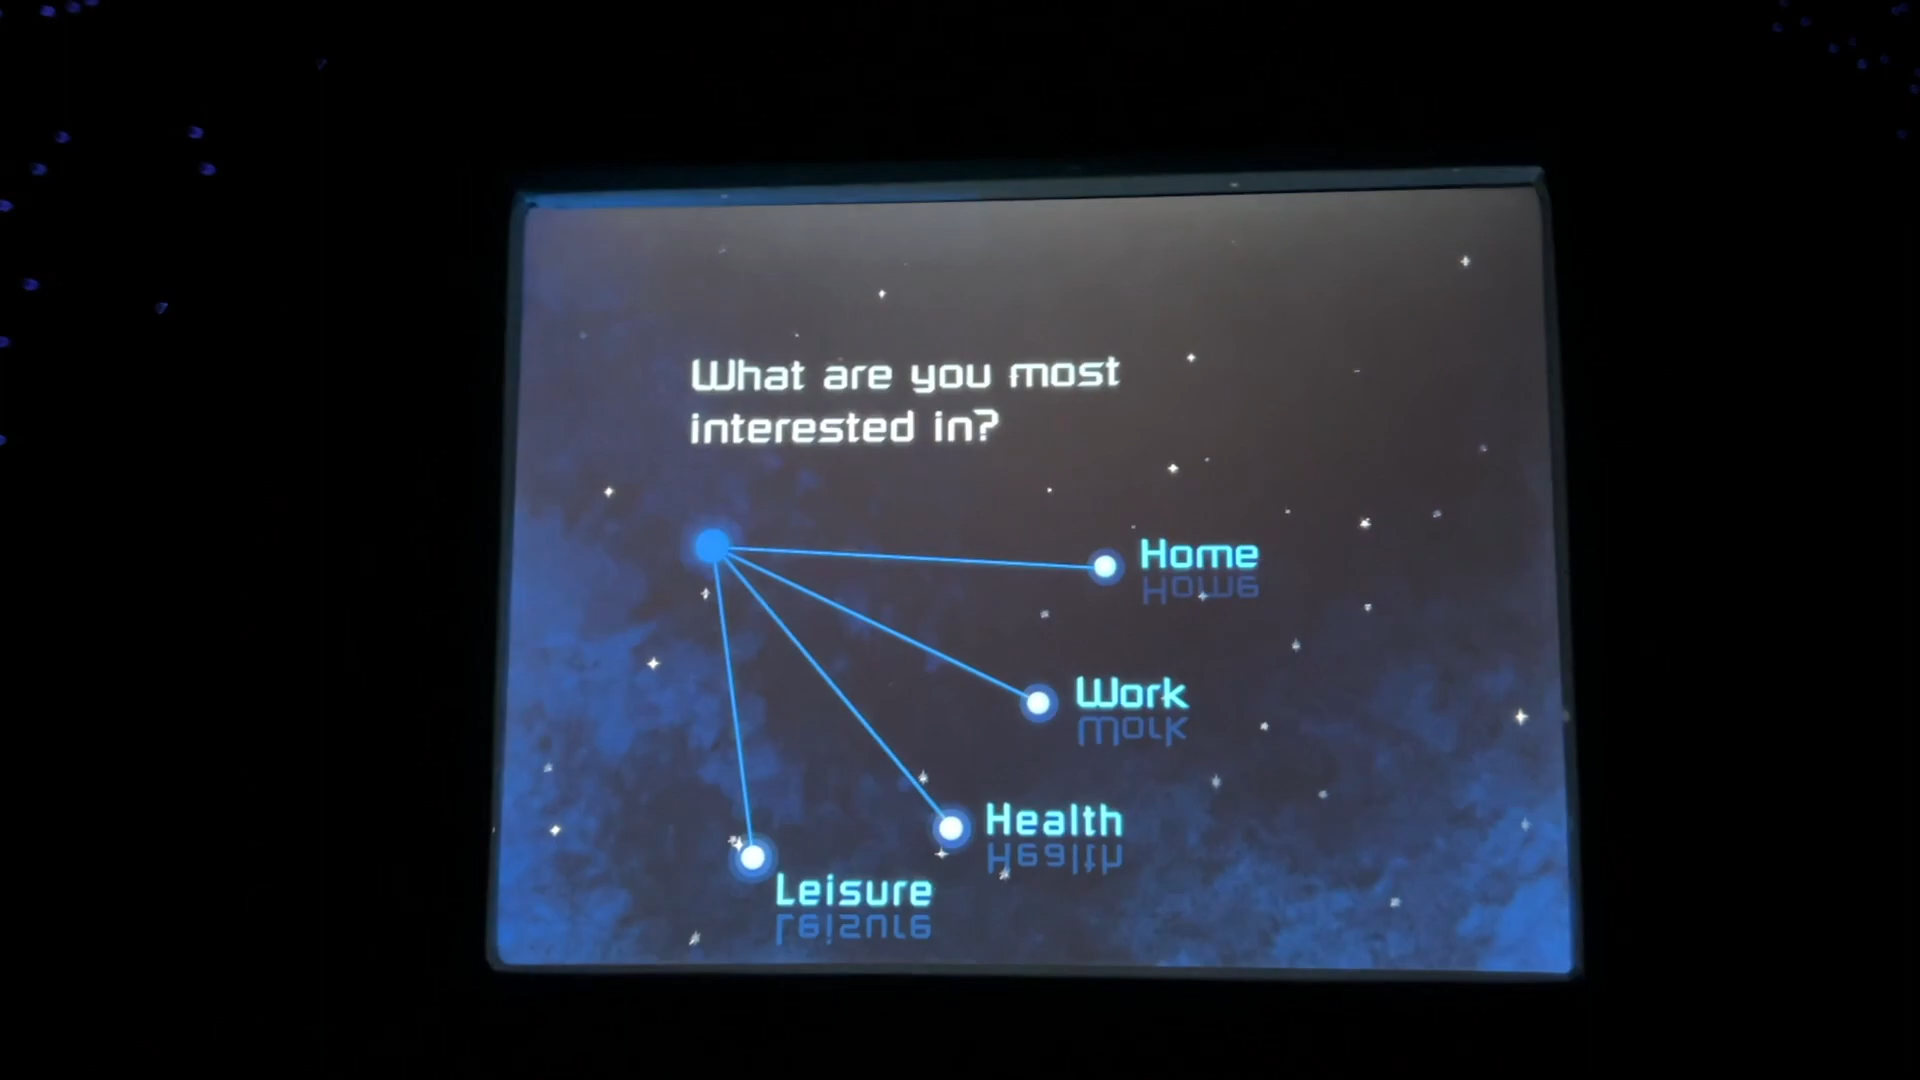 What are you most
interested in?
Home
Work
Health
Leisure